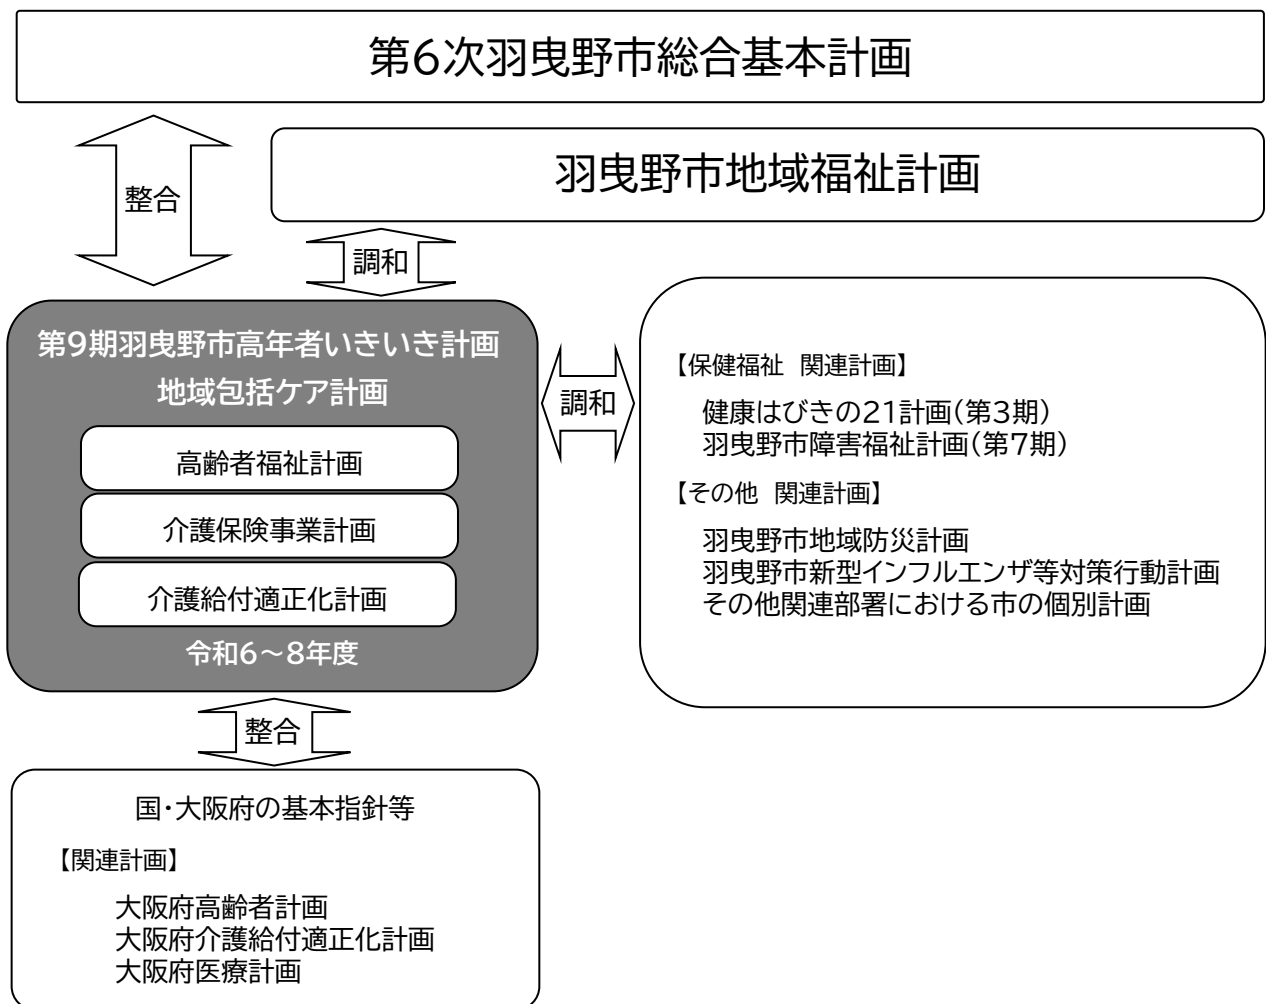 第6次羽曳野市総合基本計画
羽曳野市地域福祉計画
整合
調和
第9期羽曳野市高年者いきいき計画
地域包括ケア計画
高齢者福祉計画
介護保険事業計画
介護給付適正化計画
令和6～8年度
調和
【保健福祉　関連計画】
健康はびきの21計画(第3期)
羽曳野市障害福祉計画(第7期)
【その他　関連計画】
羽曳野市地域防災計画
羽曳野市新型インフルエンザ等対策行動計画
その他関連部署における市の個別計画
整合
国・大阪府の基本指針等
【関連計画】
大阪府高齢者計画
大阪府介護給付適正化計画
大阪府医療計画